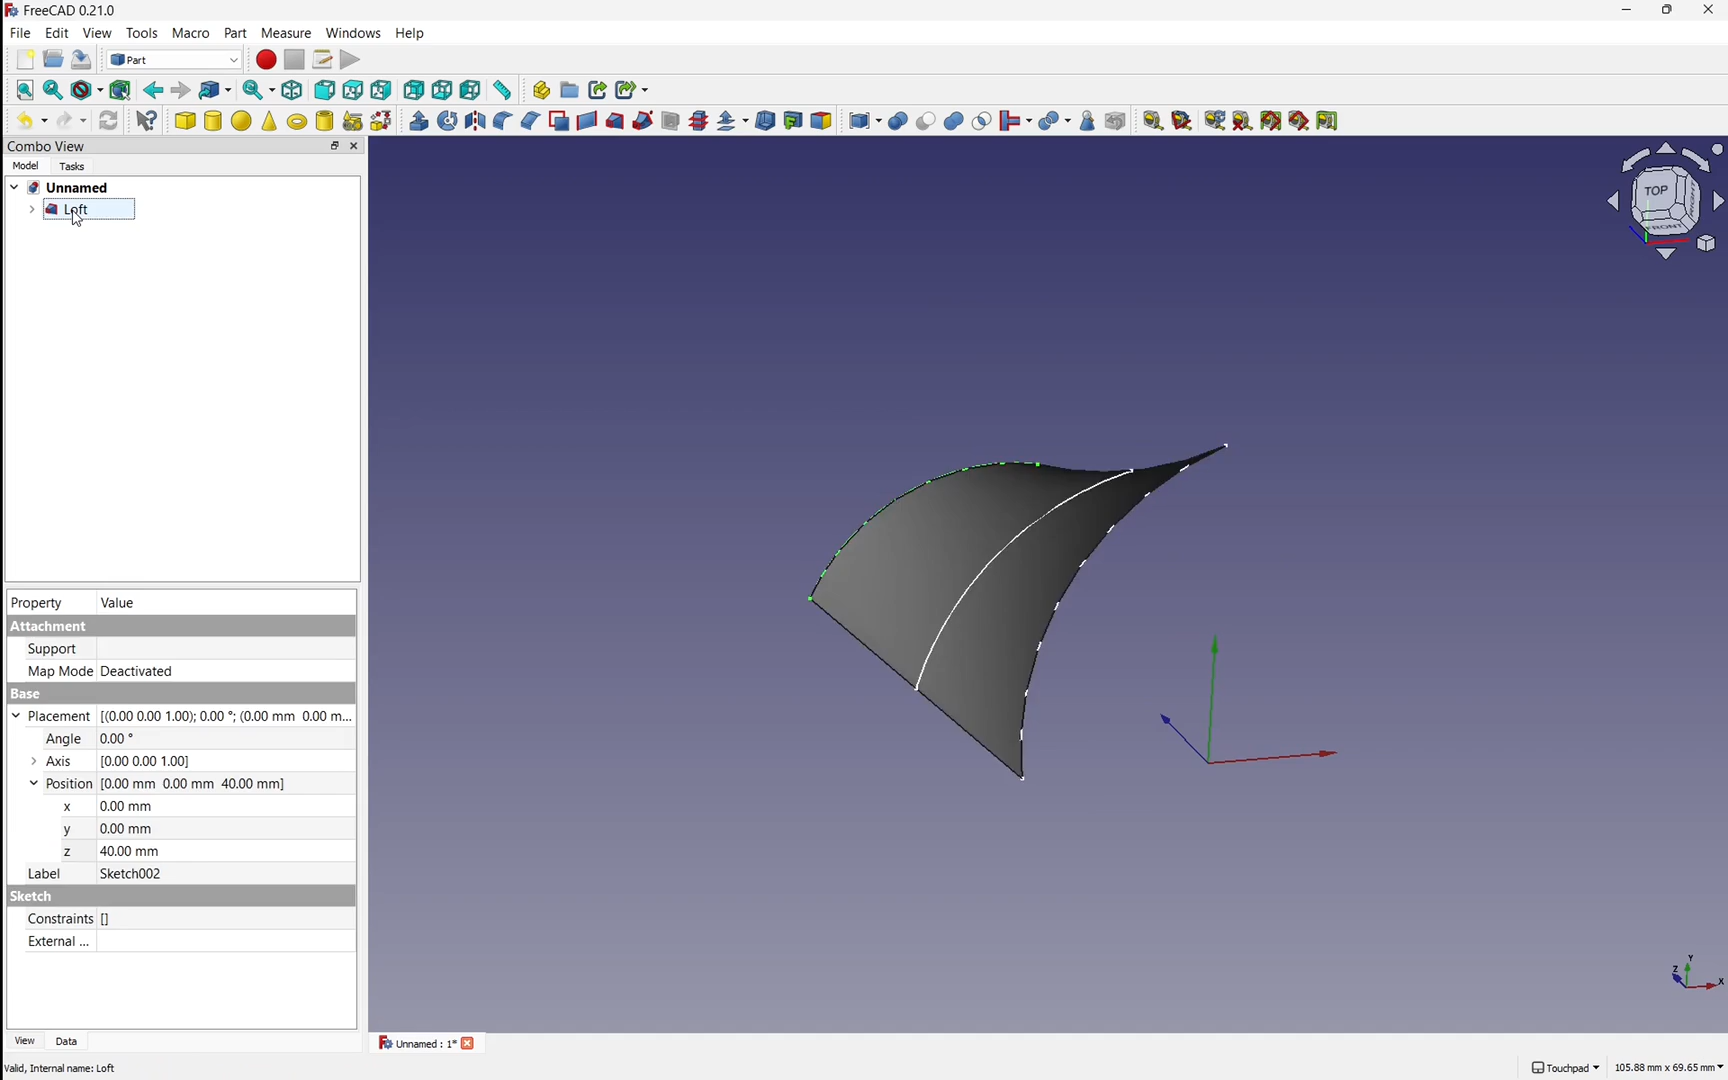 FreeCAD 0.21.0
File Edit View Tools Macro Part Measure Windows Help
Part
Combo View
Model Tasks
Unnamed
Loft
TOP
FRONT
RIGHT
Property Value
Attachment
Support
Map Mode Deactivated
Base
Placement [(0.00 0.00 1.00); 0.00 °; (0.00 mm 0.00 m...
Angle 0.00 °
Axis [0.00 0.00 1.00]
Position [0.00 mm 0.00 mm 40.00 mm]
x 0.00 mm
y 0.00 mm
z 40.00 mm
Label Sketch002
Sketch
Constraints []
External ...
Y
Z
X
View Data
Unnamed : 1*
Valid, Internal name: Loft
Touchpad
105.88 mm x 69.65 mm